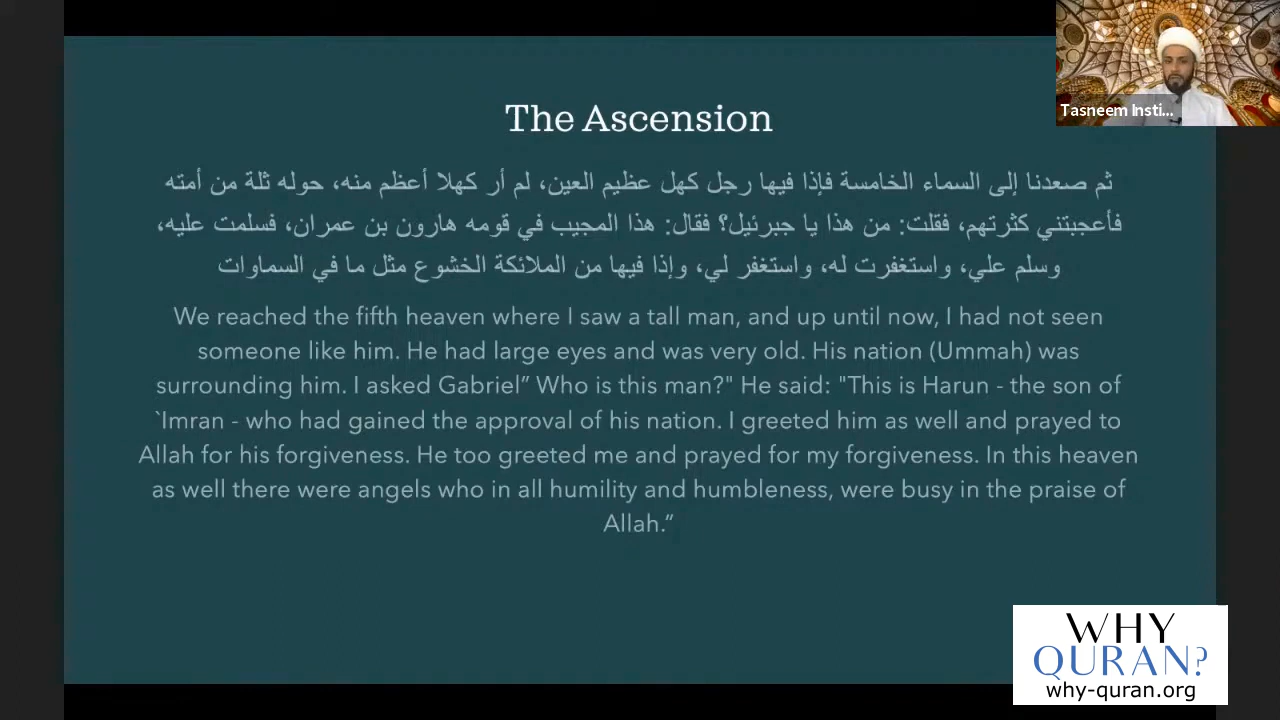 The Ascension
Tasneem Insti...
ثم صعدنا إلى السماء الخامسة فإذا فيها رجل كهل عظيم العين، لم أر كهلا أعظم منه، حوله ثلة من أمته
فأعجبتني كثرتهم، فقلت: من هذا يا جبرئيل؟ فقال: هذا المجيب في قومه هارون بن عمران، فسلمت عليه،
وسلم علي، واستغفرت له، واستغفر لي، وإذا فيها من الملائكة الخشوع مثل ما في السماوات
We reached the fifth heaven where I saw a tall man, and up until now, I had not seen
someone like him. He had large eyes and was very old. His nation (Ummah) was
surrounding him. I asked Gabriel” Who is this man?" He said: "This is Harun - the son of
`Imran - who had gained the approval of his nation. I greeted him as well and prayed to
Allah for his forgiveness. He too greeted me and prayed for my forgiveness. In this heaven
as well there were angels who in all humility and humbleness, were busy in the praise of
Allah.”
WHY
QURAN?
why-quran.org